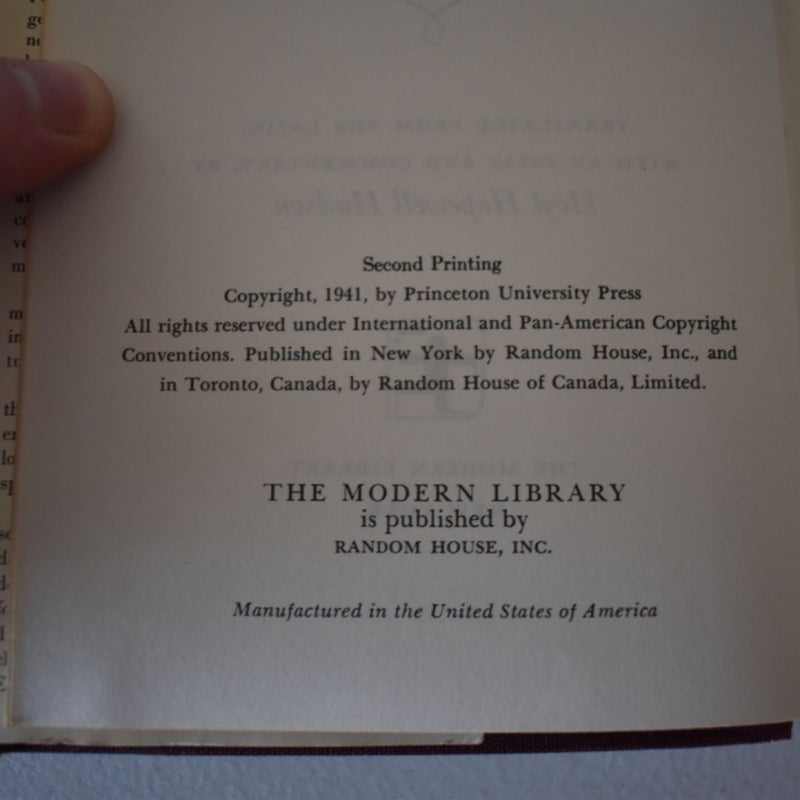 Second Printing
Copyright, 1941, by Princeton University Press
All rights reserved under International and Pan-American Copyright
Conventions. Published in New York by Random House, Inc., and
in Toronto, Canada, by Random House of Canada, Limited.
THE MODERN LIBRARY
is published by
RANDOM HOUSE, INC.
Manufactured in the United States of America